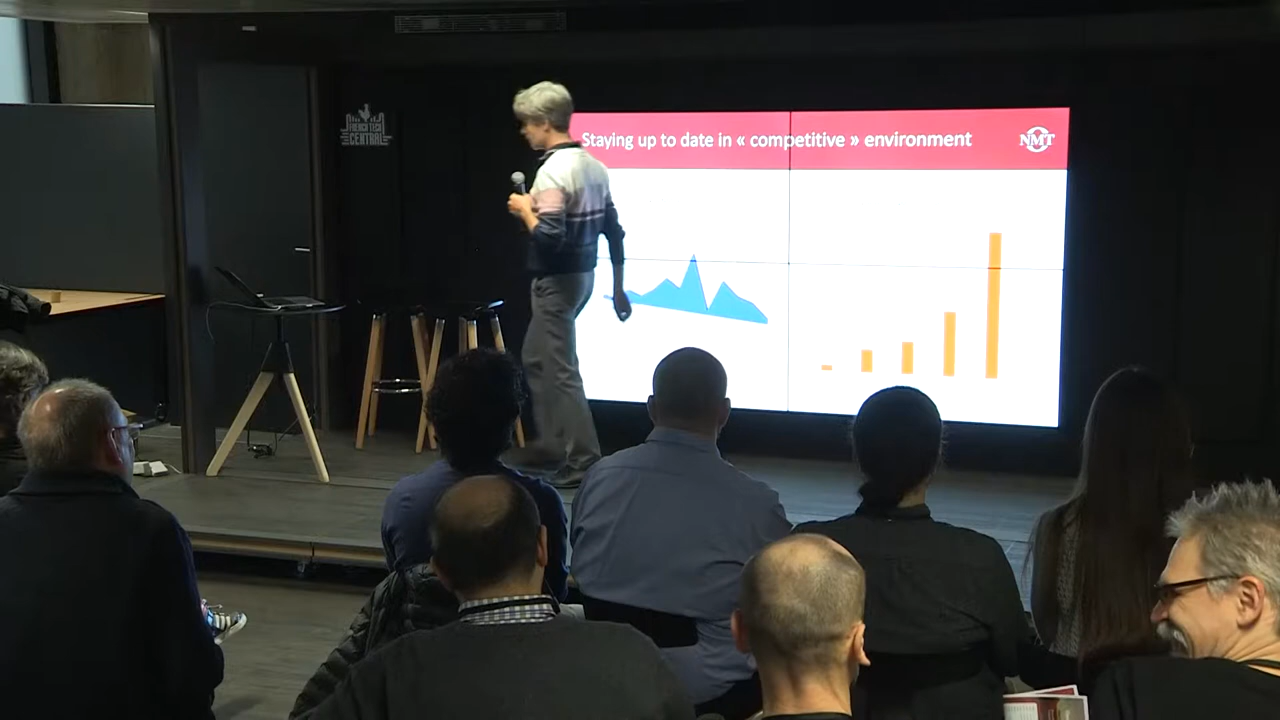 FRENCH TECH
CENTRAL
Staying up to date in « competitive » environment
NMT